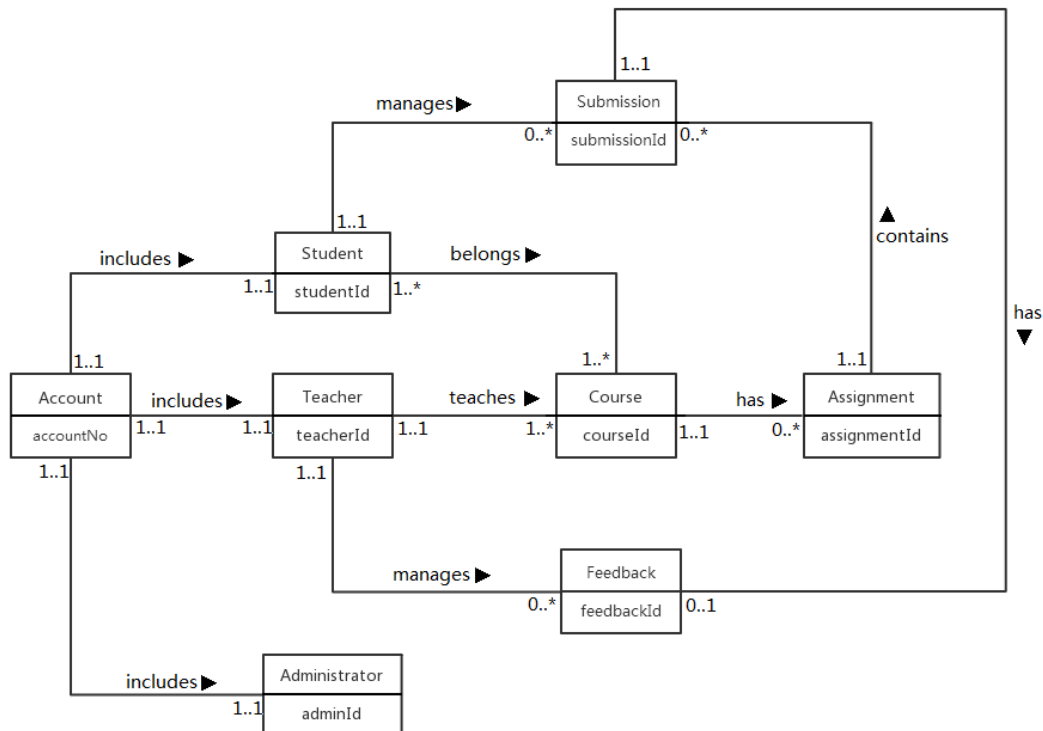 1..1
manages ▶
Submission
0..*
submissionId
0..*
1..1
includes ▶
Student
belongs ▶
▲
contains
1..1
studentId
1..*
has
▼
1..1
1..*
1..1
Account
includes ▶
Teacher
teaches ▶
Course
has ▶
Assignment
accountNo
1..1
1..1
teacherId
1..1
1..*
courseId
1..1
0..*
assignmentId
1..1
1..1
manages ▶
Feedback
0..*
feedbackId
0..1
includes ▶
Administrator
1..1
adminId